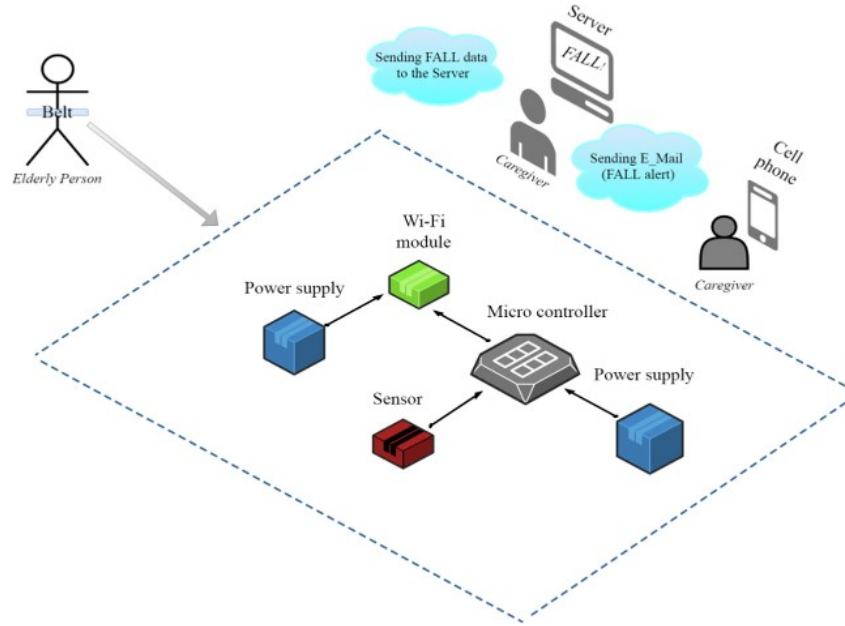 Server
Sending FALL data
to the Server
FALL!
Belt
Caregiver
Elderly Person
Sending E_Mail
(FALL alert)
Cell
phone
Caregiver
Wi-Fi
module
Power supply
Micro controller
Power supply
Sensor